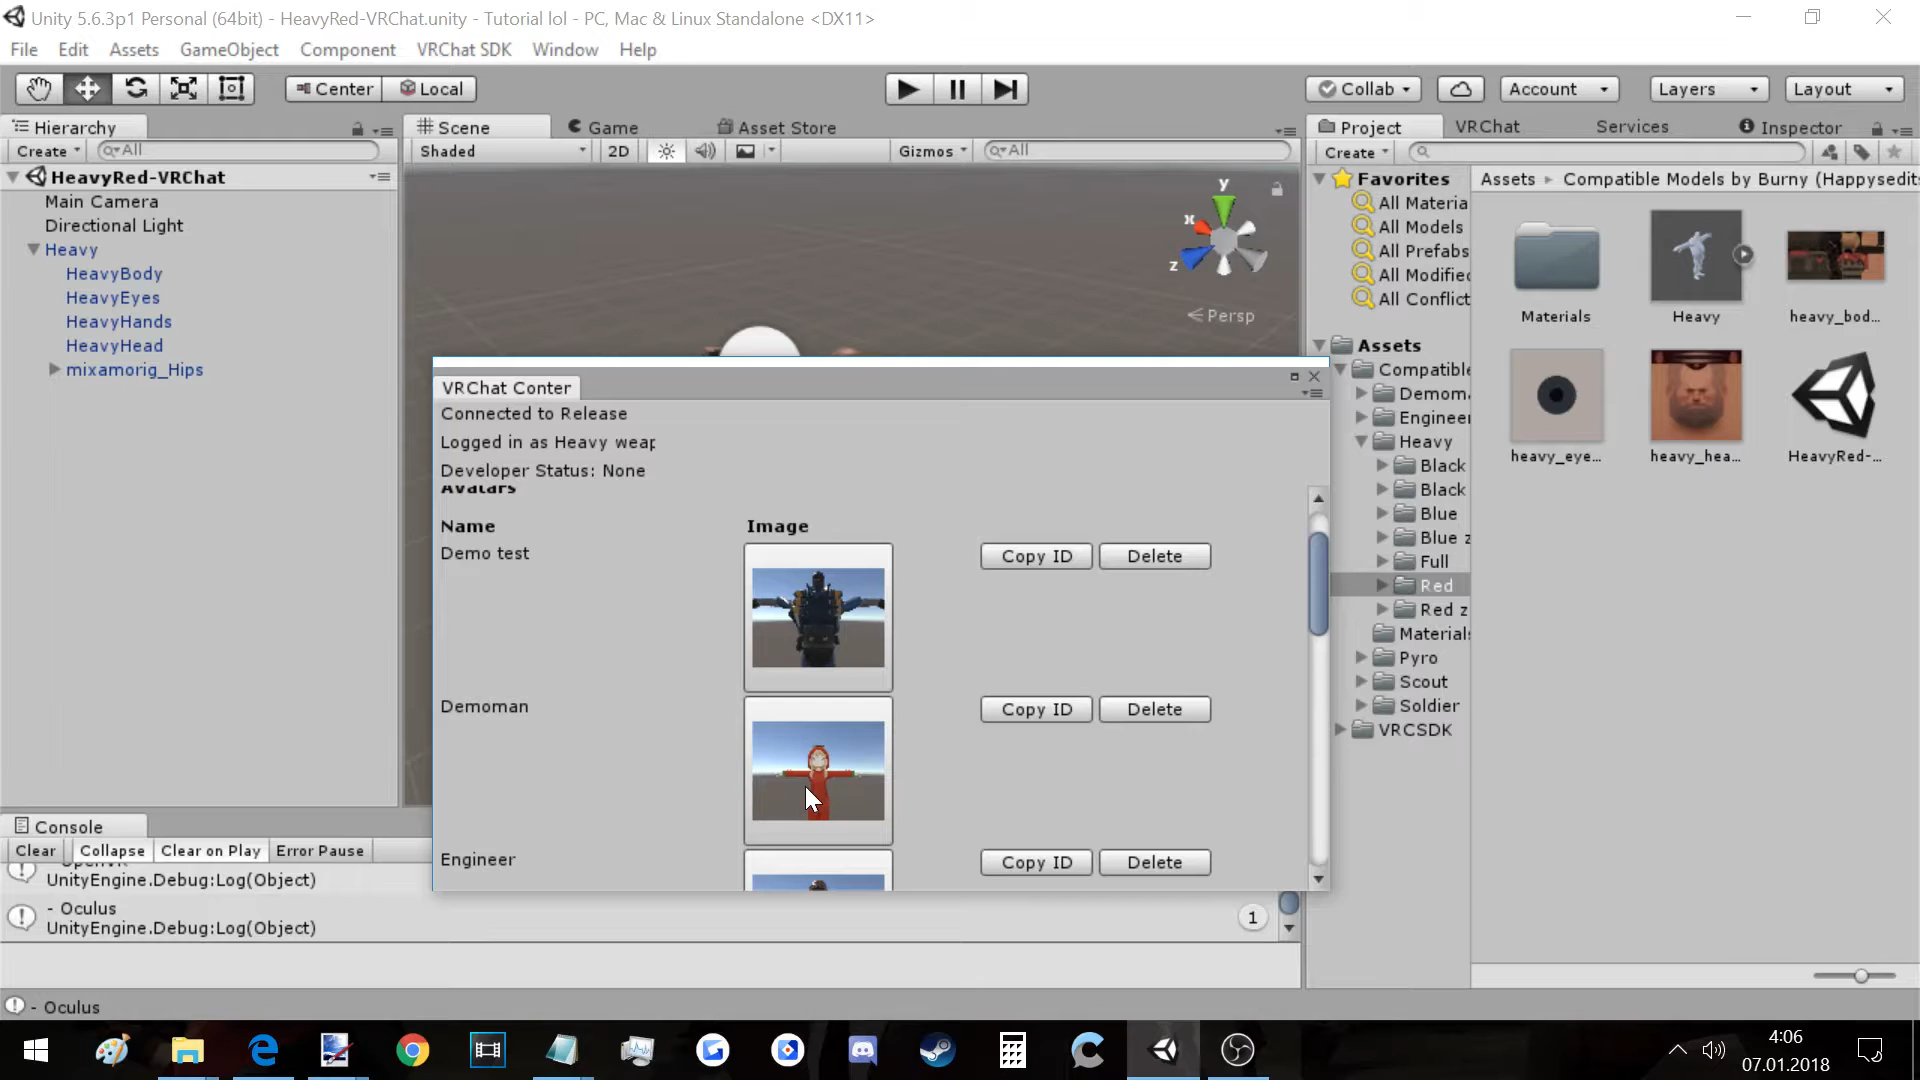 Unity 5.6.3p1 Personal (64bit) - HeavyRed-VRChat.unity - Tutorial lol - PC, Mac & Linux Standalone <DX11>
File Edit Assets GameObject Component VRChat SDK Window Help
Center Local Collab Account Layers Layout
Hierarchy
Create All
HeavyRed-VRChat
Main Camera
Directional Light
Heavy
HeavyBody
HeavyEyes
HeavyHands
HeavyHead
mixamorig_Hips
Scene Game Asset Store
Shaded 2D Gizmos All
y
x
z
Persp
VRChat Conter
Connected to Release
Logged in as Heavy weap
Developer Status: None
Avatars
Name Image
Demo test Copy ID Delete
Demoman Copy ID Delete
Engineer Copy ID Delete
Project VRChat Services Inspector
Create
Favorites
All Materia
All Models
All Prefabs
All Modified
All Conflict
Assets
Compatible
Demom
Engineer
Heavy
Black
Black
Blue
Blue z
Full
Red
Red z
Materials
Pyro
Scout
Soldier
VRCSDK
Assets Compatible Models by Burny (Happysedits
Materials Heavy heavy_bod...
heavy_eye... heavy_hea... HeavyRed-...
Console
Clear Collapse Clear on Play Error Pause
OpenVR
UnityEngine.Debug:Log(Object)
- Oculus
UnityEngine.Debug:Log(Object)
1
- Oculus
4:06
07.01.2018